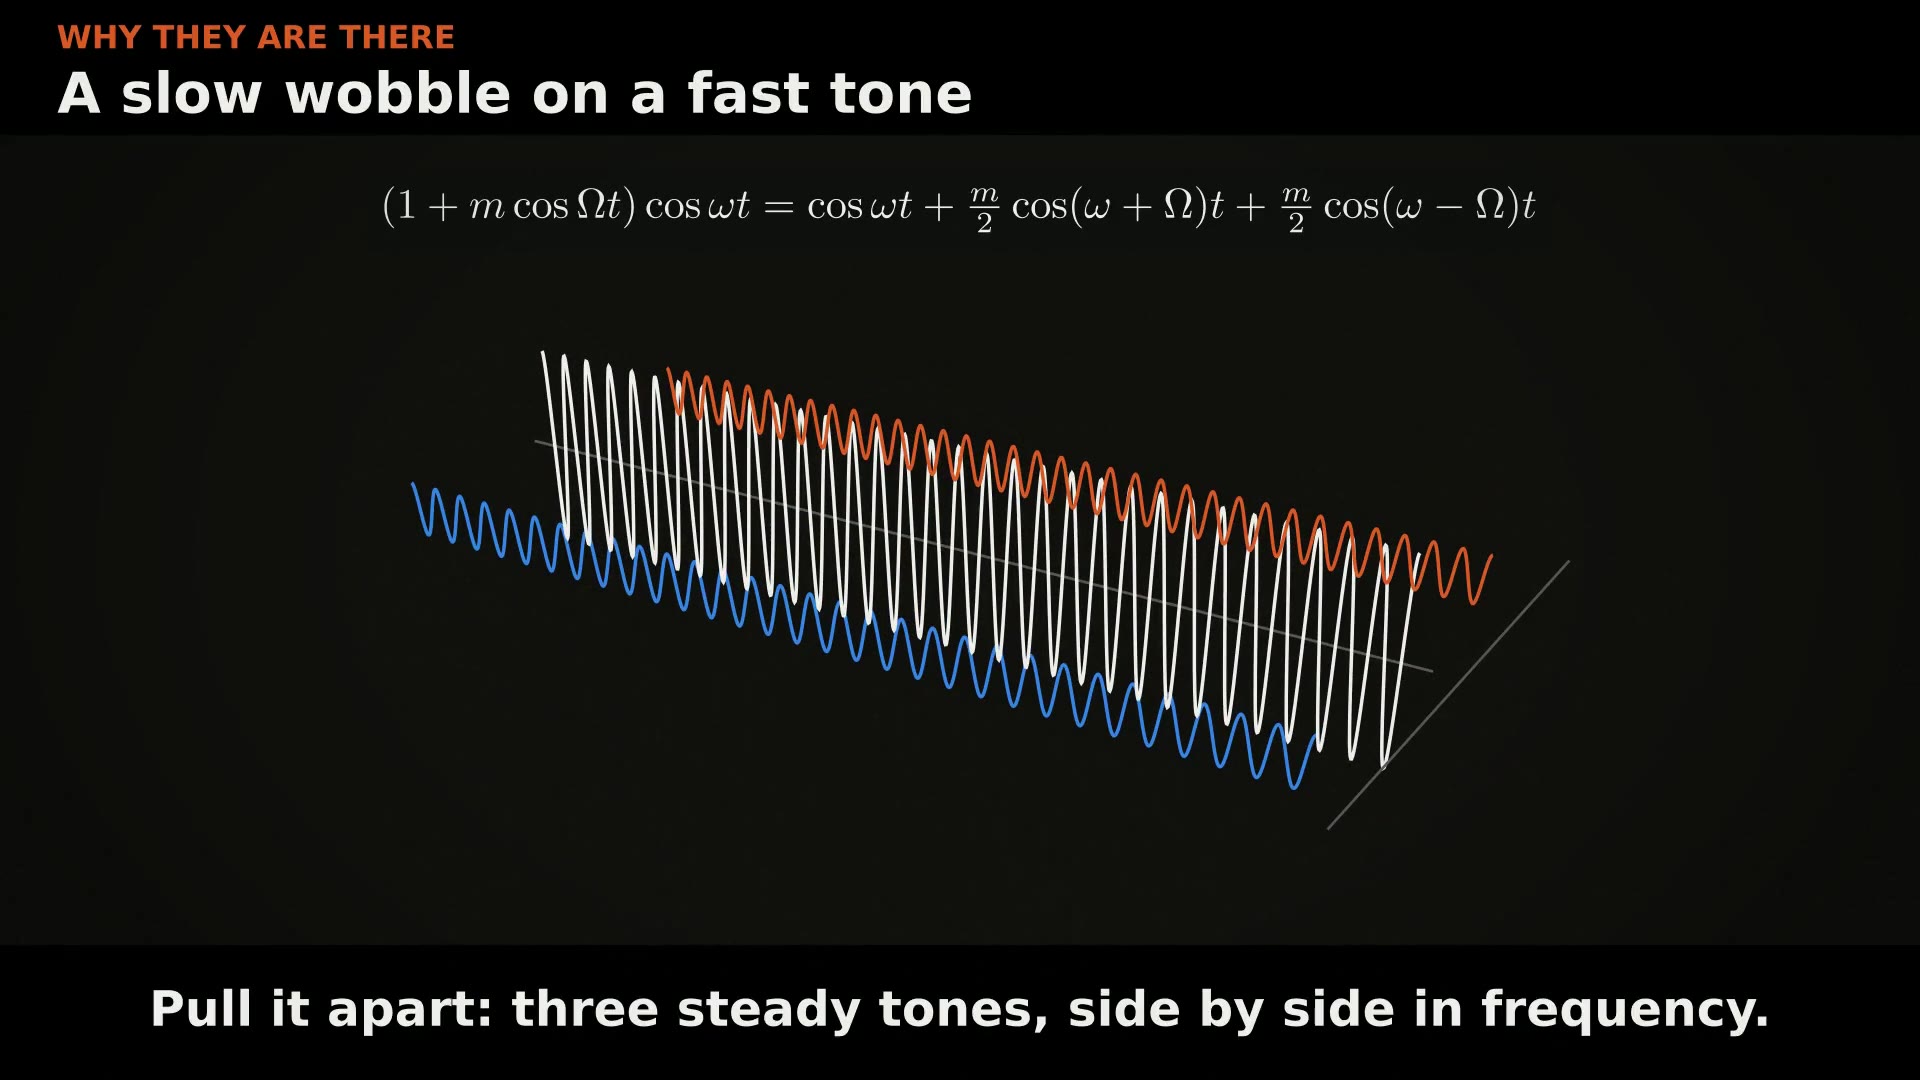 WHY THEY ARE THERE
A slow wobble on a fast tone
(1 + m cos Ωt) cos ωt = cos ωt + m/2 cos(ω + Ω)t + m/2 cos(ω − Ω)t
Pull it apart: three steady tones, side by side in frequency.